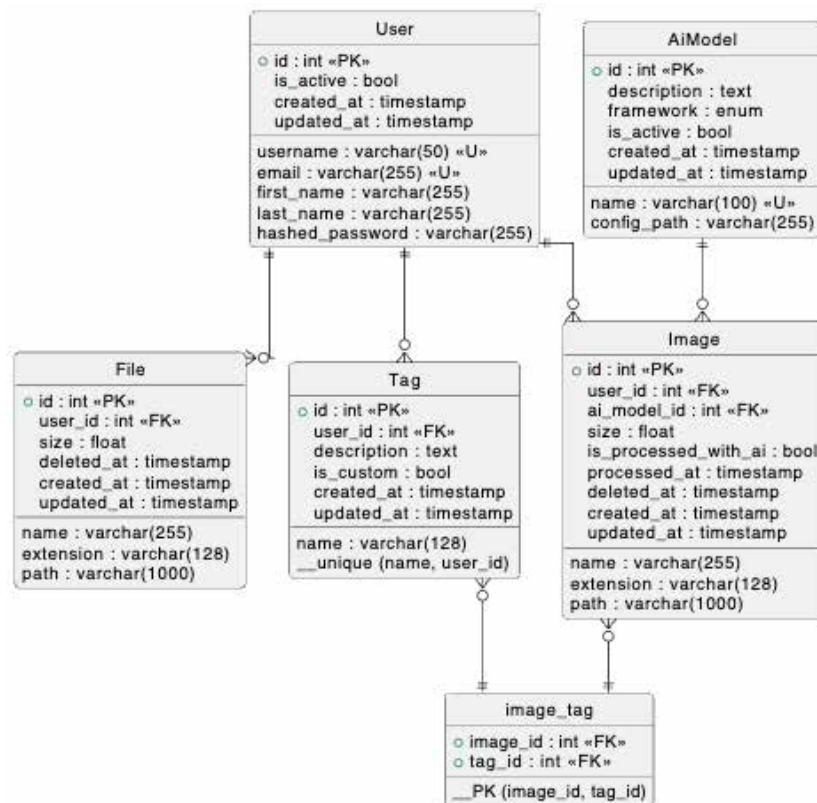 User
id : int «PK»
is_active : bool
created_at : timestamp
updated_at : timestamp
username : varchar(50) «U»
email : varchar(255) «U»
first_name : varchar(255)
last_name : varchar(255)
hashed_password : varchar(255)
AiModel
id : int «PK»
description : text
framework : enum
is_active : bool
created_at : timestamp
updated_at : timestamp
name : varchar(100) «U»
config_path : varchar(255)
File
id : int «PK»
user_id : int «FK»
size : float
deleted_at : timestamp
created_at : timestamp
updated_at : timestamp
name : varchar(255)
extension : varchar(128)
path : varchar(1000)
Tag
id : int «PK»
user_id : int «FK»
description : text
is_custom : bool
created_at : timestamp
updated_at : timestamp
name : varchar(128)
__unique (name, user_id)
Image
id : int «PK»
user_id : int «FK»
ai_model_id : int «FK»
size : float
is_processed_with_ai : bool
processed_at : timestamp
deleted_at : timestamp
created_at : timestamp
updated_at : timestamp
name : varchar(255)
extension : varchar(128)
path : varchar(1000)
image_tag
image_id : int «FK»
tag_id : int «FK»
__PK (image_id, tag_id)